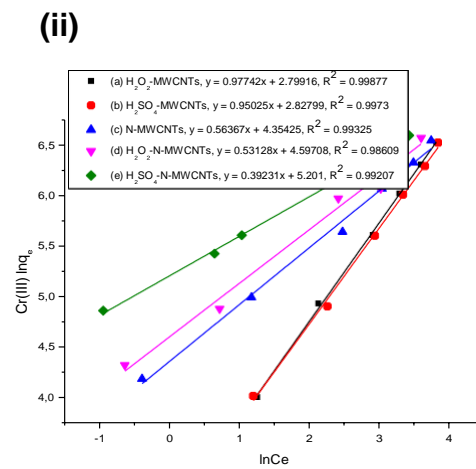 (ii)
(a) H2O2-MWCNTs, y = 0.97742x + 2.79916, R2 = 0.99877
(b) H2SO4-MWCNTs, y = 0.95025x + 2.82799, R2 = 0.9973
(c) N-MWCNTs, y = 0.56367x + 4.35425, R2 = 0.99325
(d) H2O2-N-MWCNTs, y = 0.53128x + 4.59708, R2 = 0.98609
(e) H2SO4-N-MWCNTs, y = 0.39231x + 5.201, R2 = 0.99207
6.5
6.0
5.5
5.0
4.5
4.0
Cr(III) lnqe
-1 0 1 2 3 4
lnCe